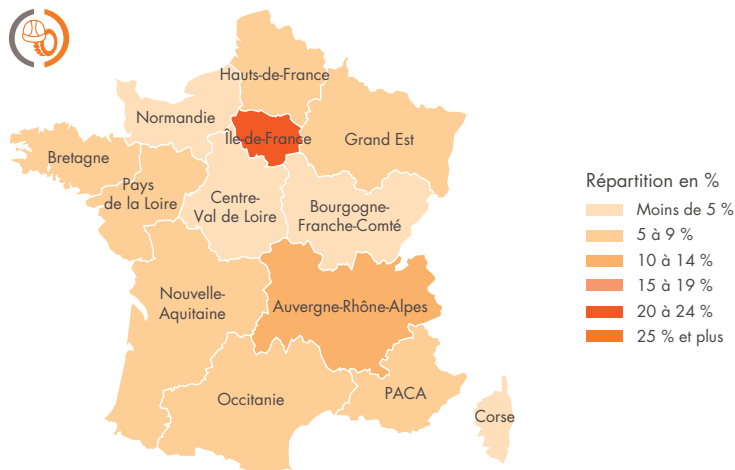 Hauts-de-France
Normandie
Île-de-France
Grand Est
Bretagne
Pays
de la Loire
Centre-
Val de Loire
Bourgogne-
Franche-Comté
Nouvelle-
Aquitaine
Auvergne-Rhône-Alpes
Occitanie
PACA
Corse
Répartition en %
Moins de 5 %
5 à 9 %
10 à 14 %
15 à 19 %
20 à 24 %
25 % et plus